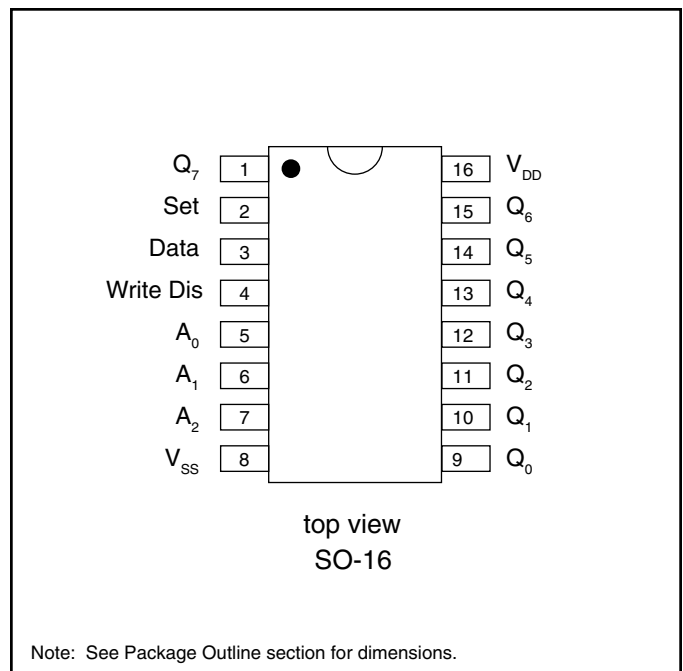 Q7 1 16 VDD
Set 2 15 Q6
Data 3 14 Q5
Write Dis 4 13 Q4
A0 5 12 Q3
A1 6 11 Q2
A2 7 10 Q1
VSS 8 9 Q0
top view
SO-16
Note: See Package Outline section for dimensions.